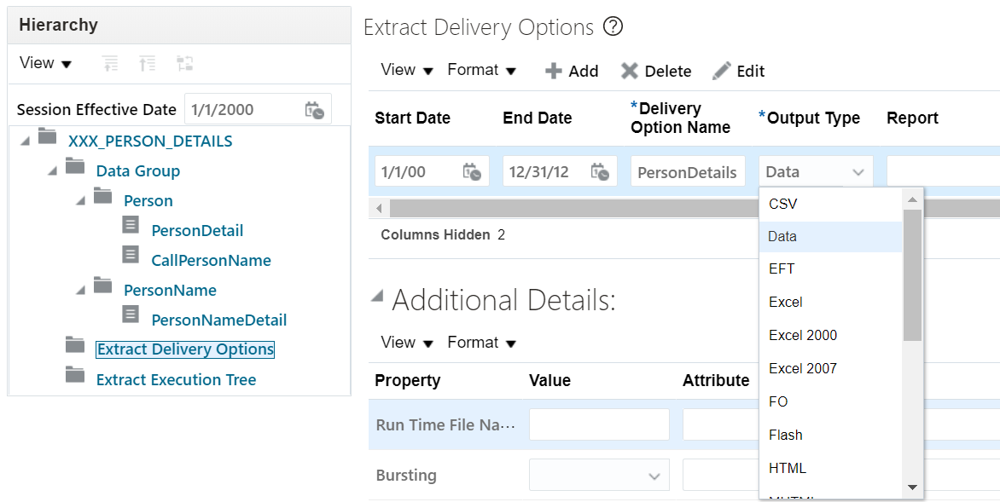 Hierarchy
View
Session Effective Date 1/1/2000
XXX_PERSON_DETAILS
Data Group
Person
PersonDetail
CallPersonName
PersonName
PersonNameDetail
Extract Delivery Options
Extract Execution Tree
Extract Delivery Options ?
View Format Add Delete Edit
Start Date End Date *Delivery Option Name *Output Type Report
1/1/00 12/31/12 PersonDetails Data
CSV
Data
EFT
Excel
Excel 2000
Excel 2007
FO
Flash
HTML
Columns Hidden 2
Additional Details:
View Format
Property Value Attribute
Run Time File Na...
Bursting